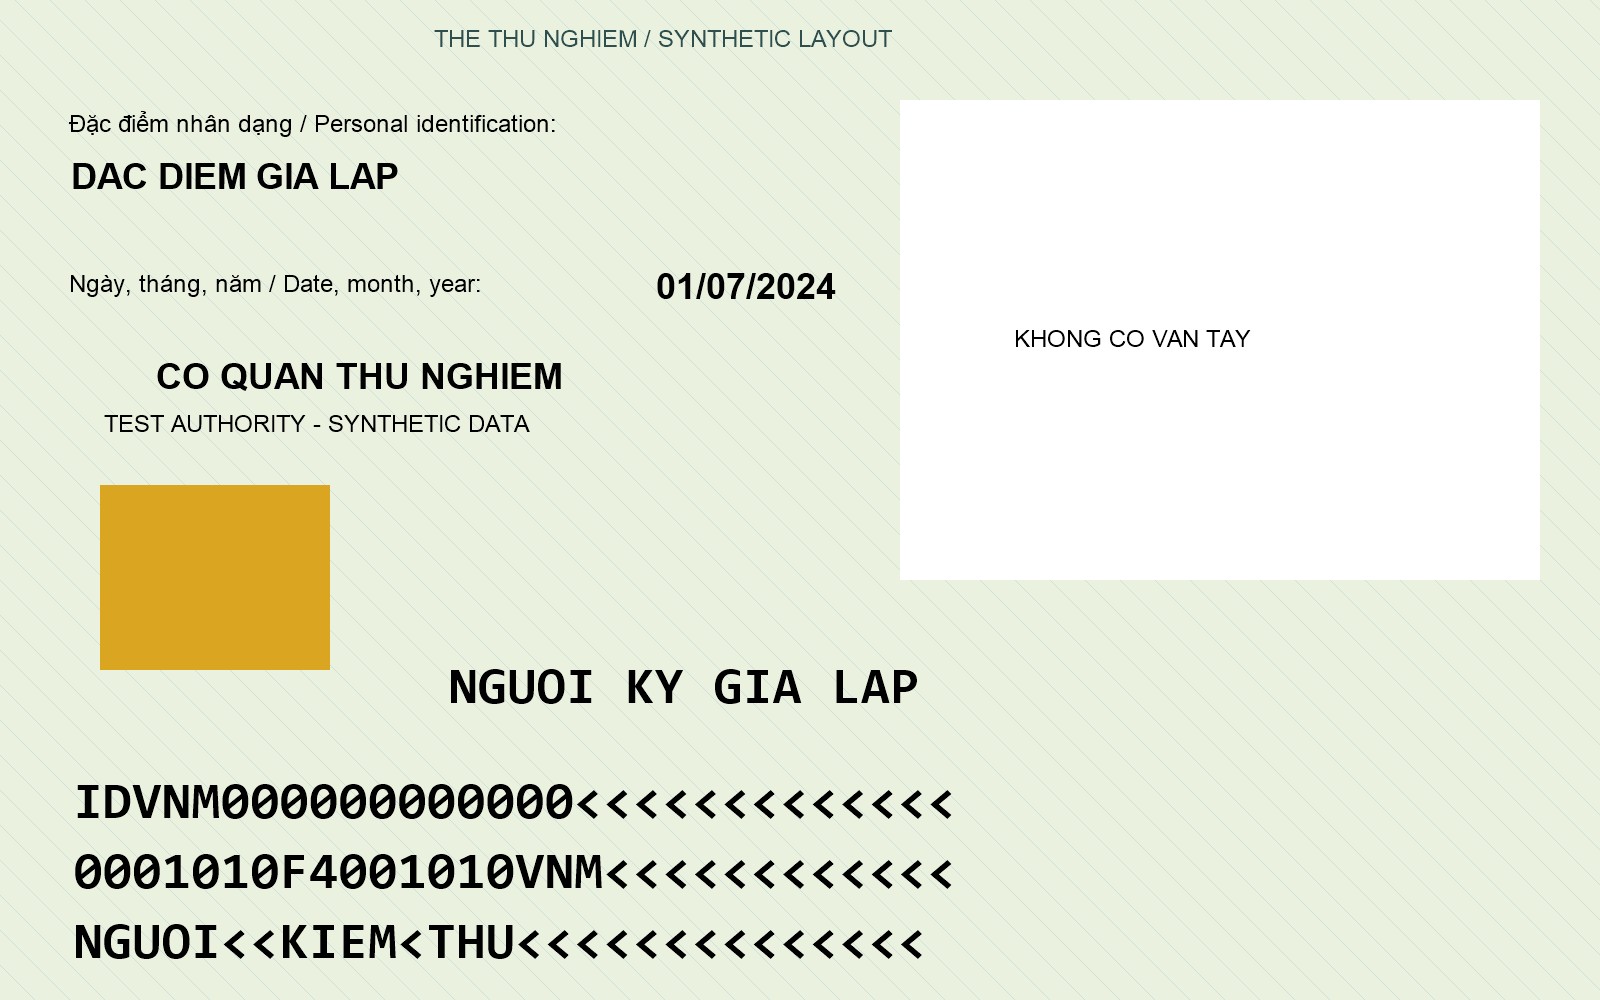 THE THU NGHIEM / SYNTHETIC LAYOUT
Đặc điểm nhân dạng / Personal identification:
DAC DIEM GIA LAP
Ngày, tháng, năm / Date, month, year: 01/07/2024
KHONG CO VAN TAY
CO QUAN THU NGHIEM
TEST AUTHORITY - SYNTHETIC DATA
NGUOI KY GIA LAP
IDVNM000000000000<<<<<<<<<<<<<
0001010F4001010VNM<<<<<<<<<<<<
NGUOI<<KIEM<THU<<<<<<<<<<<<<<